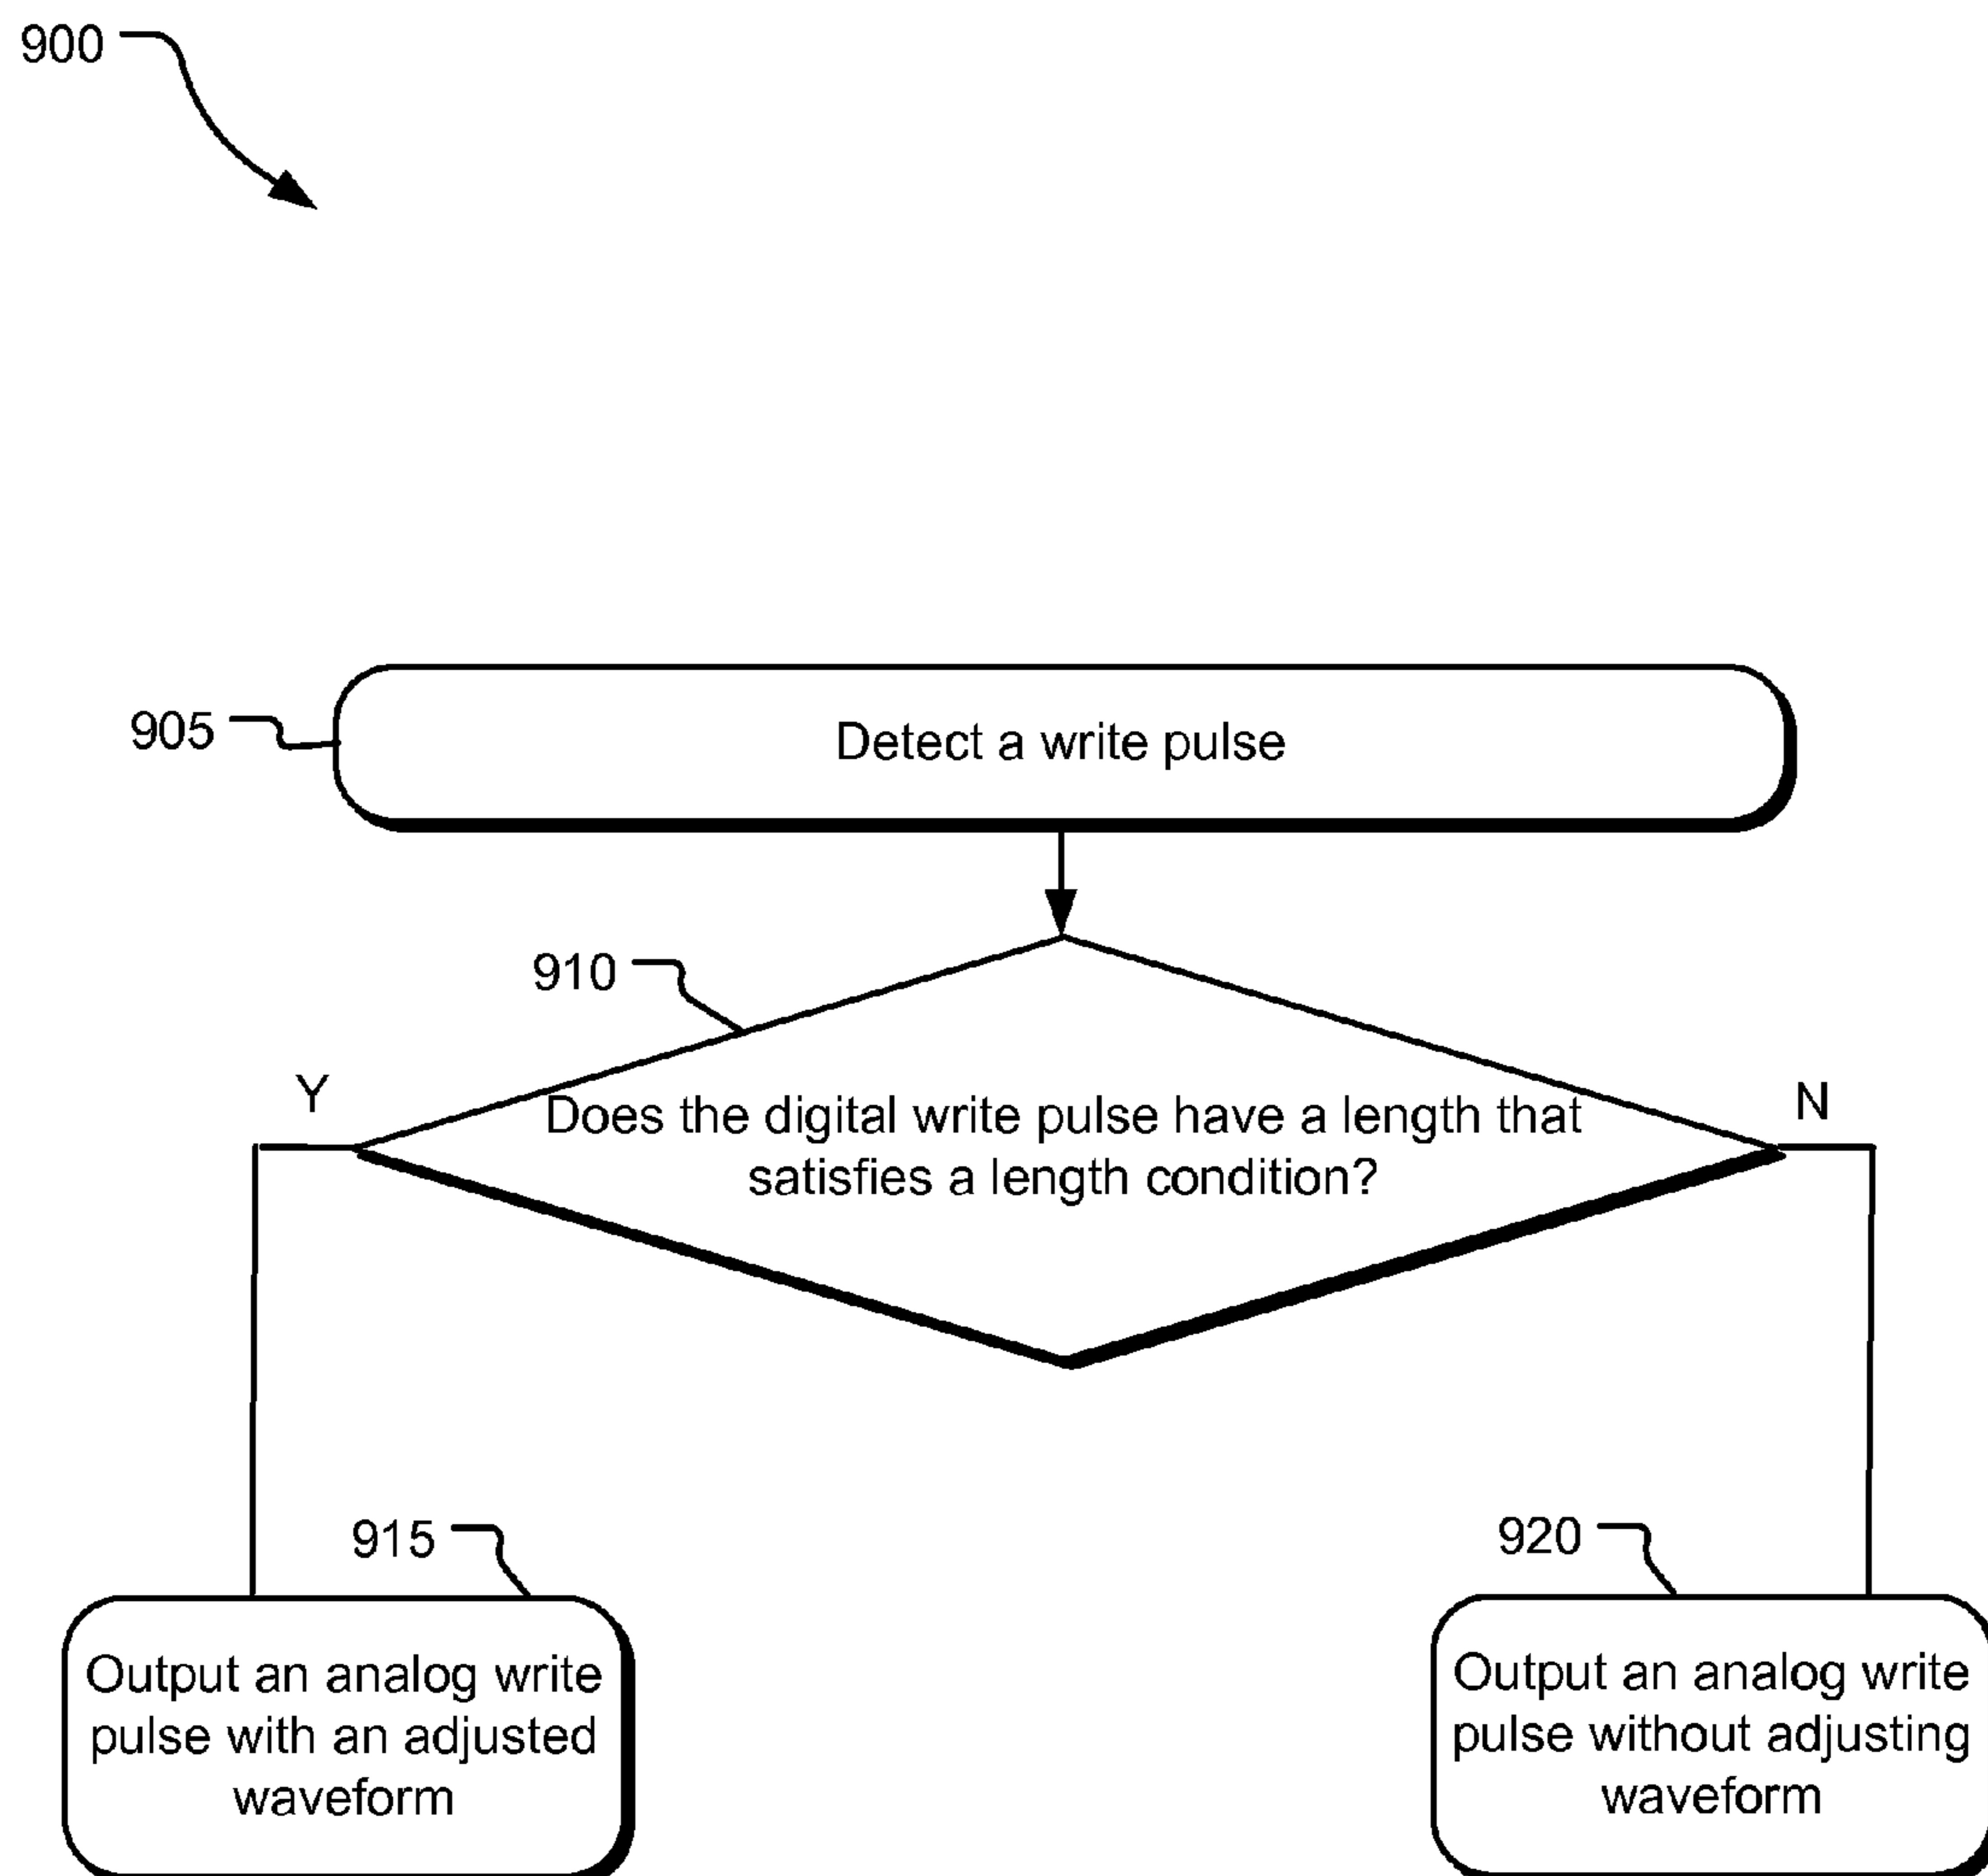 900
905
Detect a write pulse
910
Y
N
Does the digital write pulse have a length that
satisfies a length condition?
915
920
Output an analog write
pulse with an adjusted
waveform
Output an analog write
pulse without adjusting
waveform